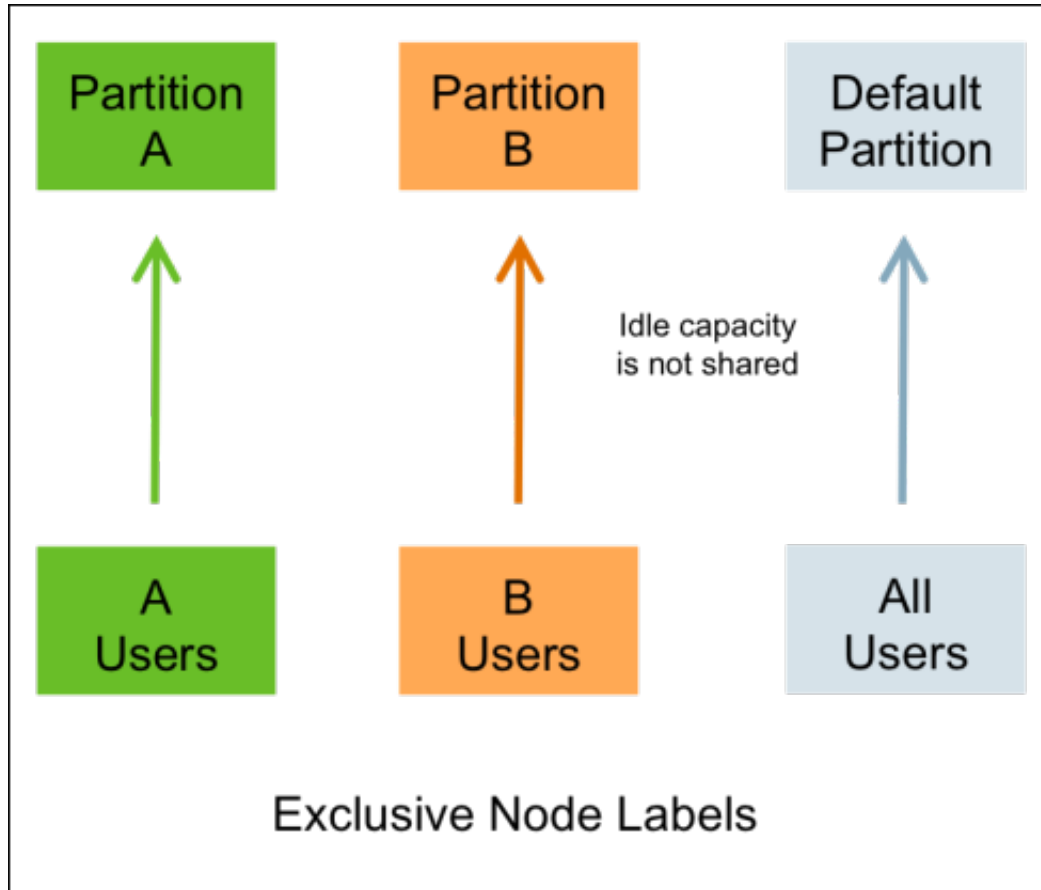 Partition
A
Partition
B
Default
Partition
Idle capacity
is not shared
A
Users
B
Users
All
Users
Exclusive Node Labels